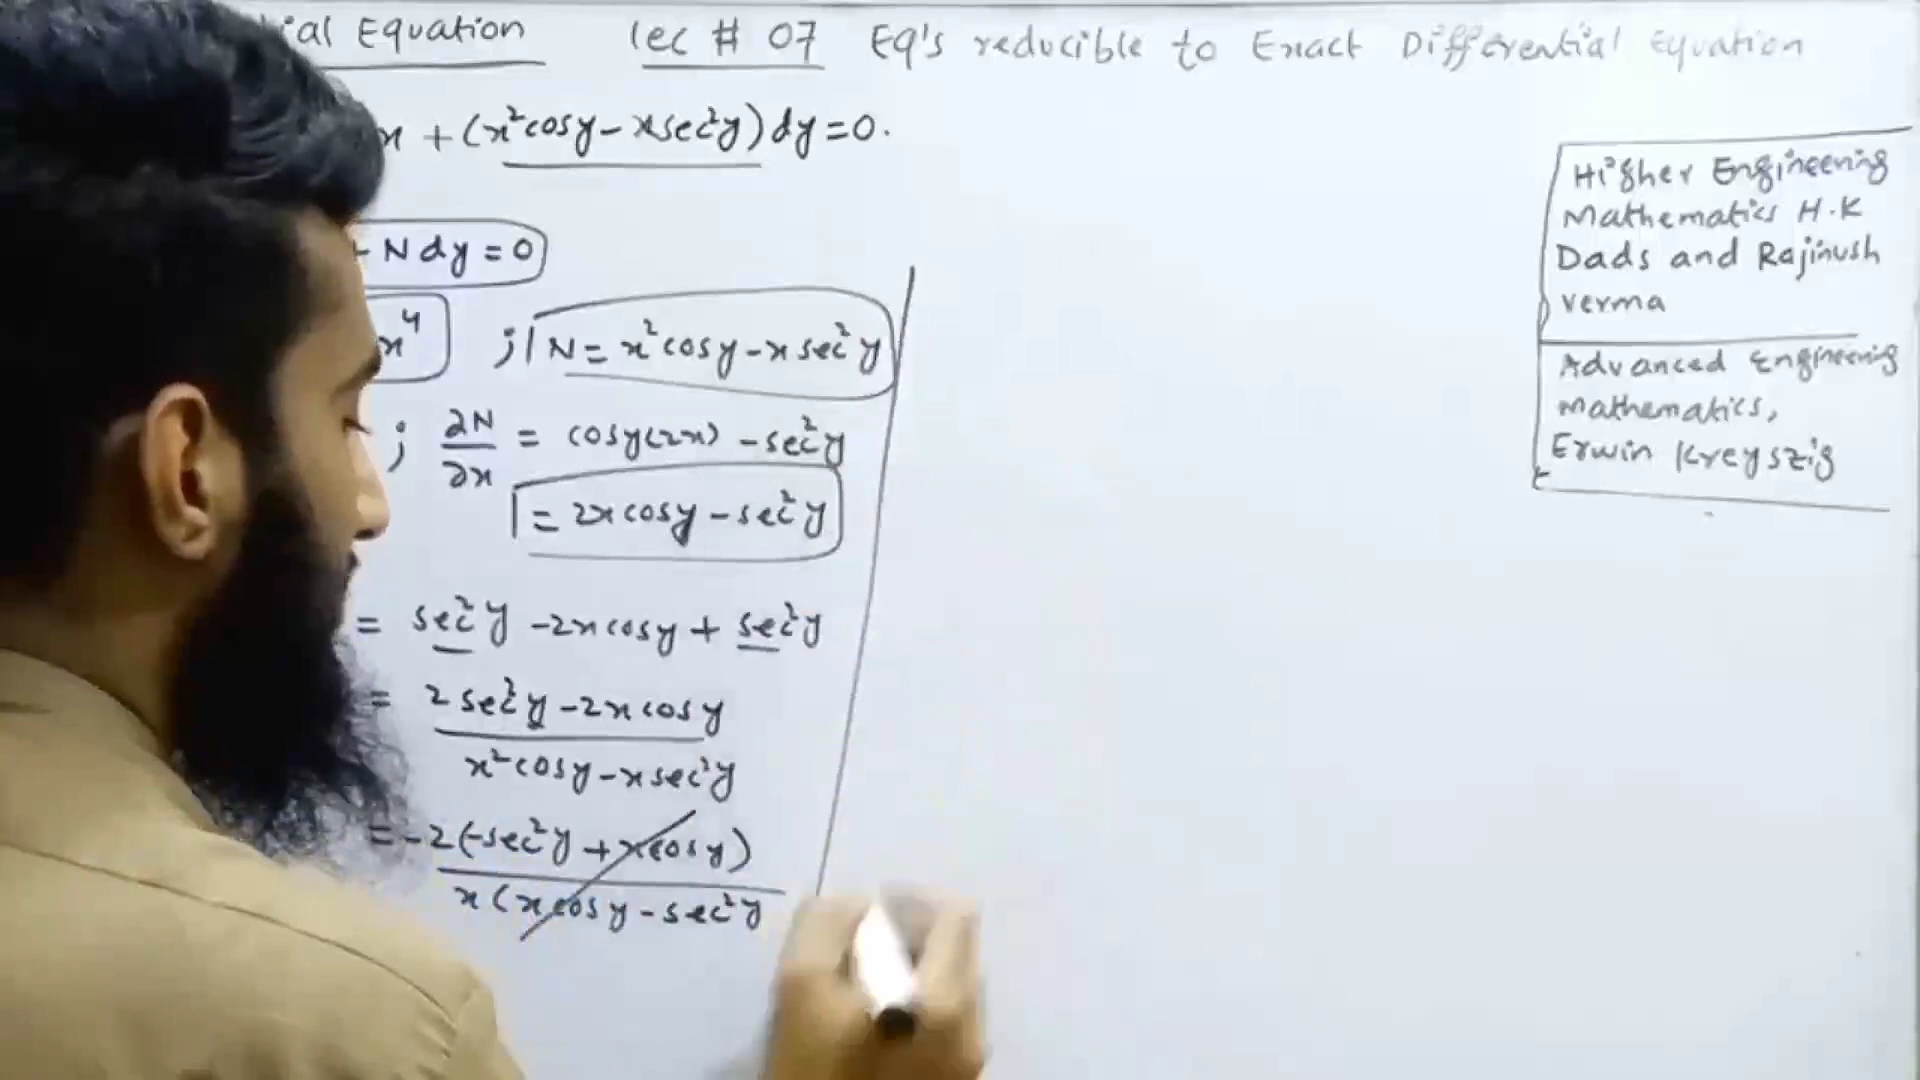 ial Equation lec # 07 Eq's reducible to Exact Differential Equation
x + (x²cosy - xsec²y)dy=0.
+ Ndy = 0
x⁴ ; N = x²cosy - xsec²y
; ∂N/∂x = cosy(2x) - sec²y
= 2xcosy - sec²y
= sec²y - 2xcosy + sec²y
= 2sec²y - 2xcosy
x²cosy - xsec²y
= -2(-sec²y + xcosy)
x(xcosy - sec²y
Higher Engineering
Mathematics H.K
Dads and Rajinush
verma
Advanced Engineering
Mathematics,
Erwin Kreyszig